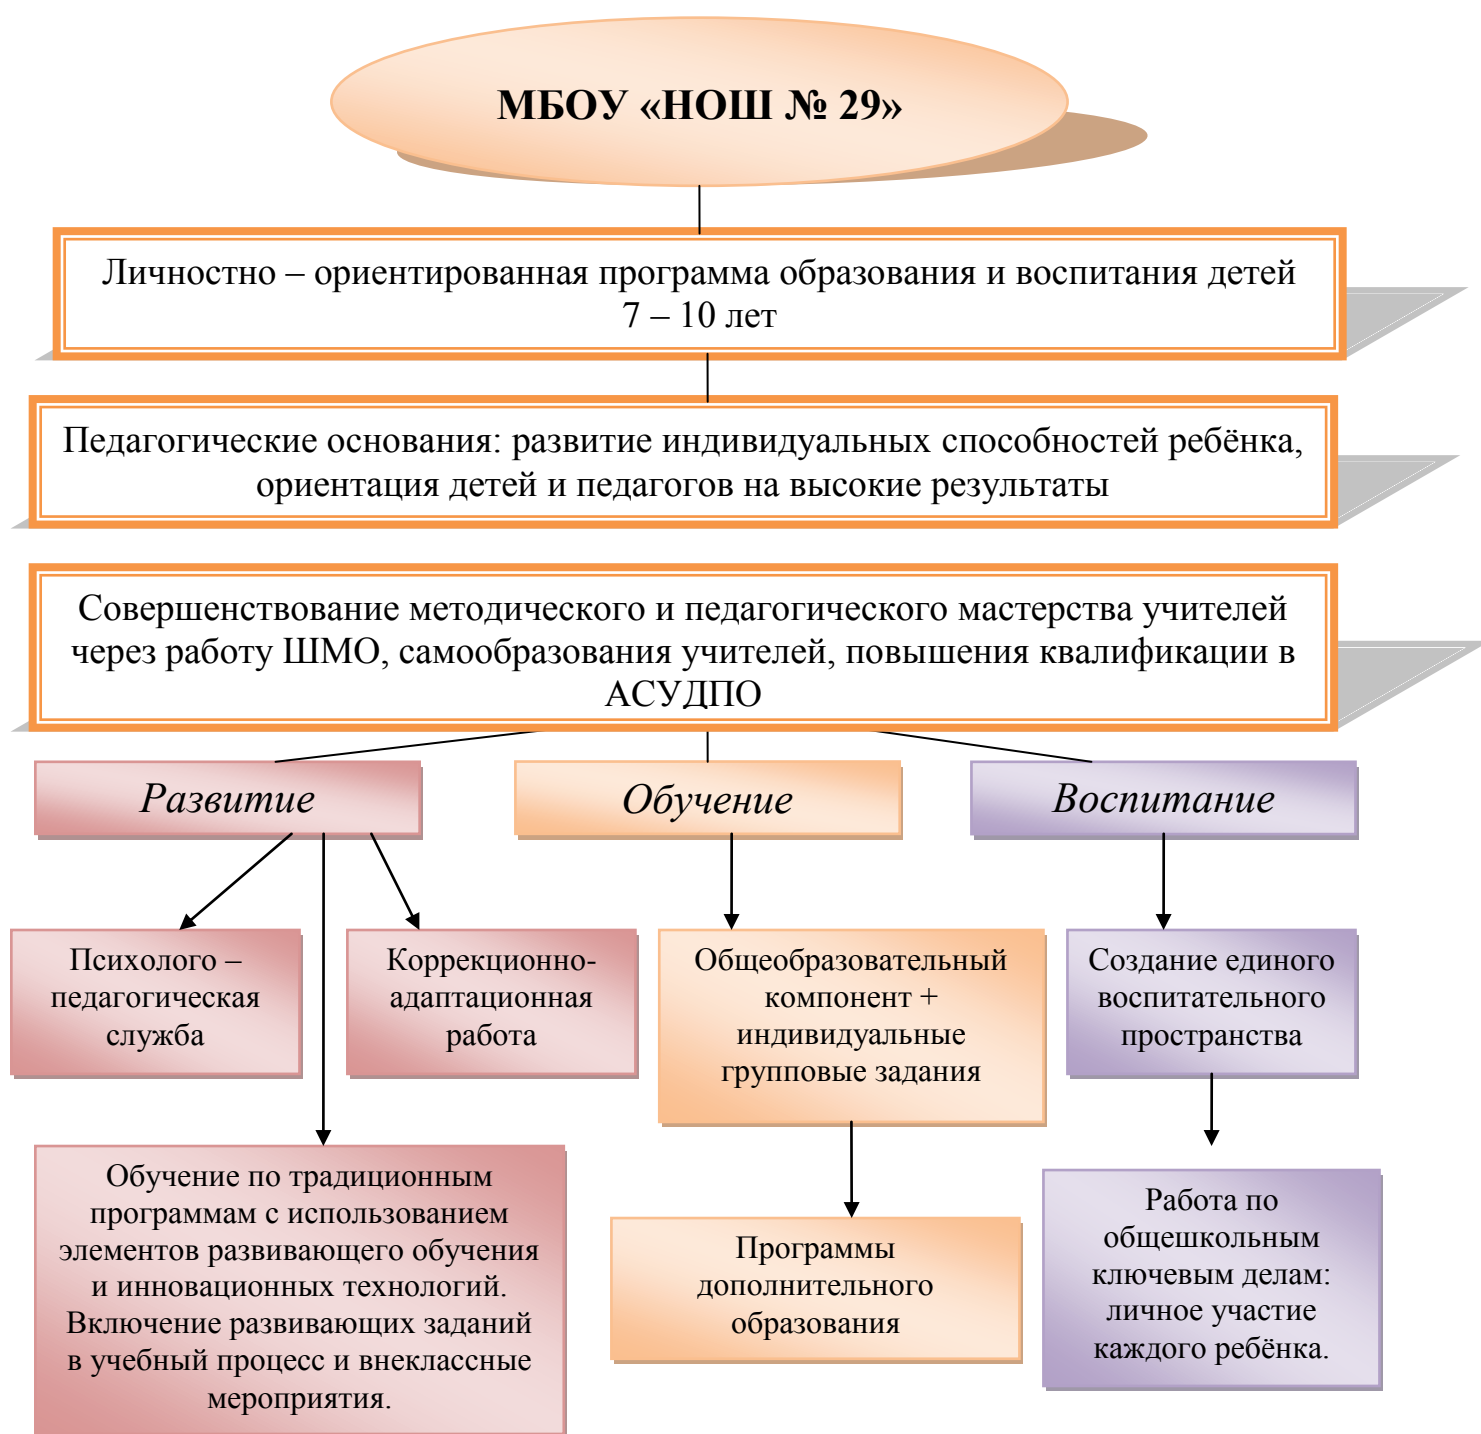 МБОУ «НОШ № 29»
Личностно – ориентированная программа образования и воспитания детей
7 – 10 лет
Педагогические основания: развитие индивидуальных способностей ребёнка,
ориентация детей и педагогов на высокие результаты
Совершенствование методического и педагогического мастерства учителей
через работу ШМО, самообразования учителей, повышения квалификации в
АСУДПО
Развитие
Обучение
Воспитание
Психолого –
педагогическая
служба
Коррекционно-
адаптационная
работа
Общеобразовательный
компонент +
индивидуальные
групповые задания
Создание единого
воспитательного
пространства
Обучение по традиционным
программам с использованием
элементов развивающего обучения
и инновационных технологий.
Включение развивающих заданий
в учебный процесс и внеклассные
мероприятия.
Программы
дополнительного
образования
Работа по
общешкольным
ключевым делам:
личное участие
каждого ребёнка.